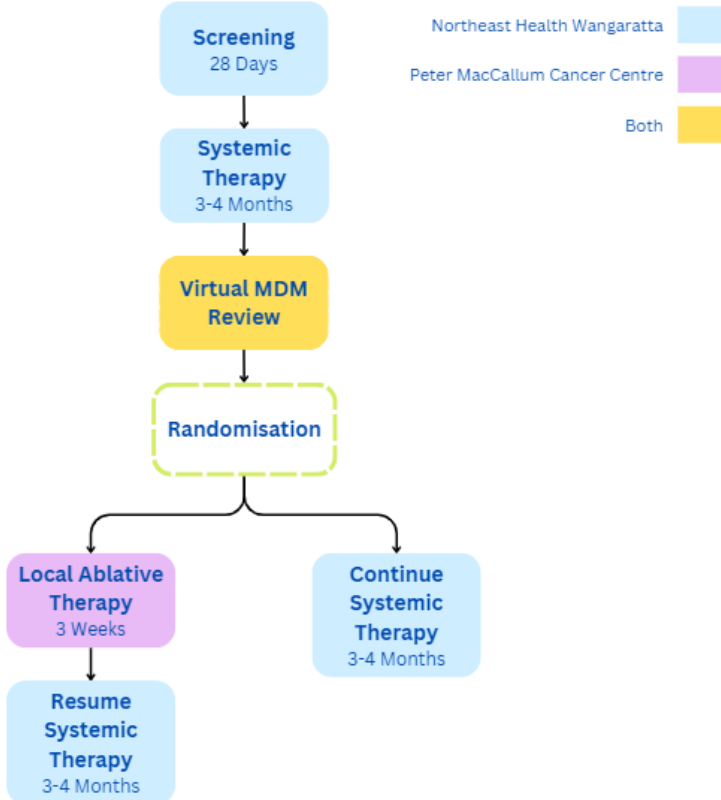 Screening
28 Days
Northeast Health Wangaratta
Peter MacCallum Cancer Centre
Both
Systemic
Therapy
3-4 Months
Virtual MDM
Review
Randomisation
Local Ablative
Therapy
3 Weeks
Continue
Systemic
Therapy
3-4 Months
Resume
Systemic
Therapy
3-4 Months